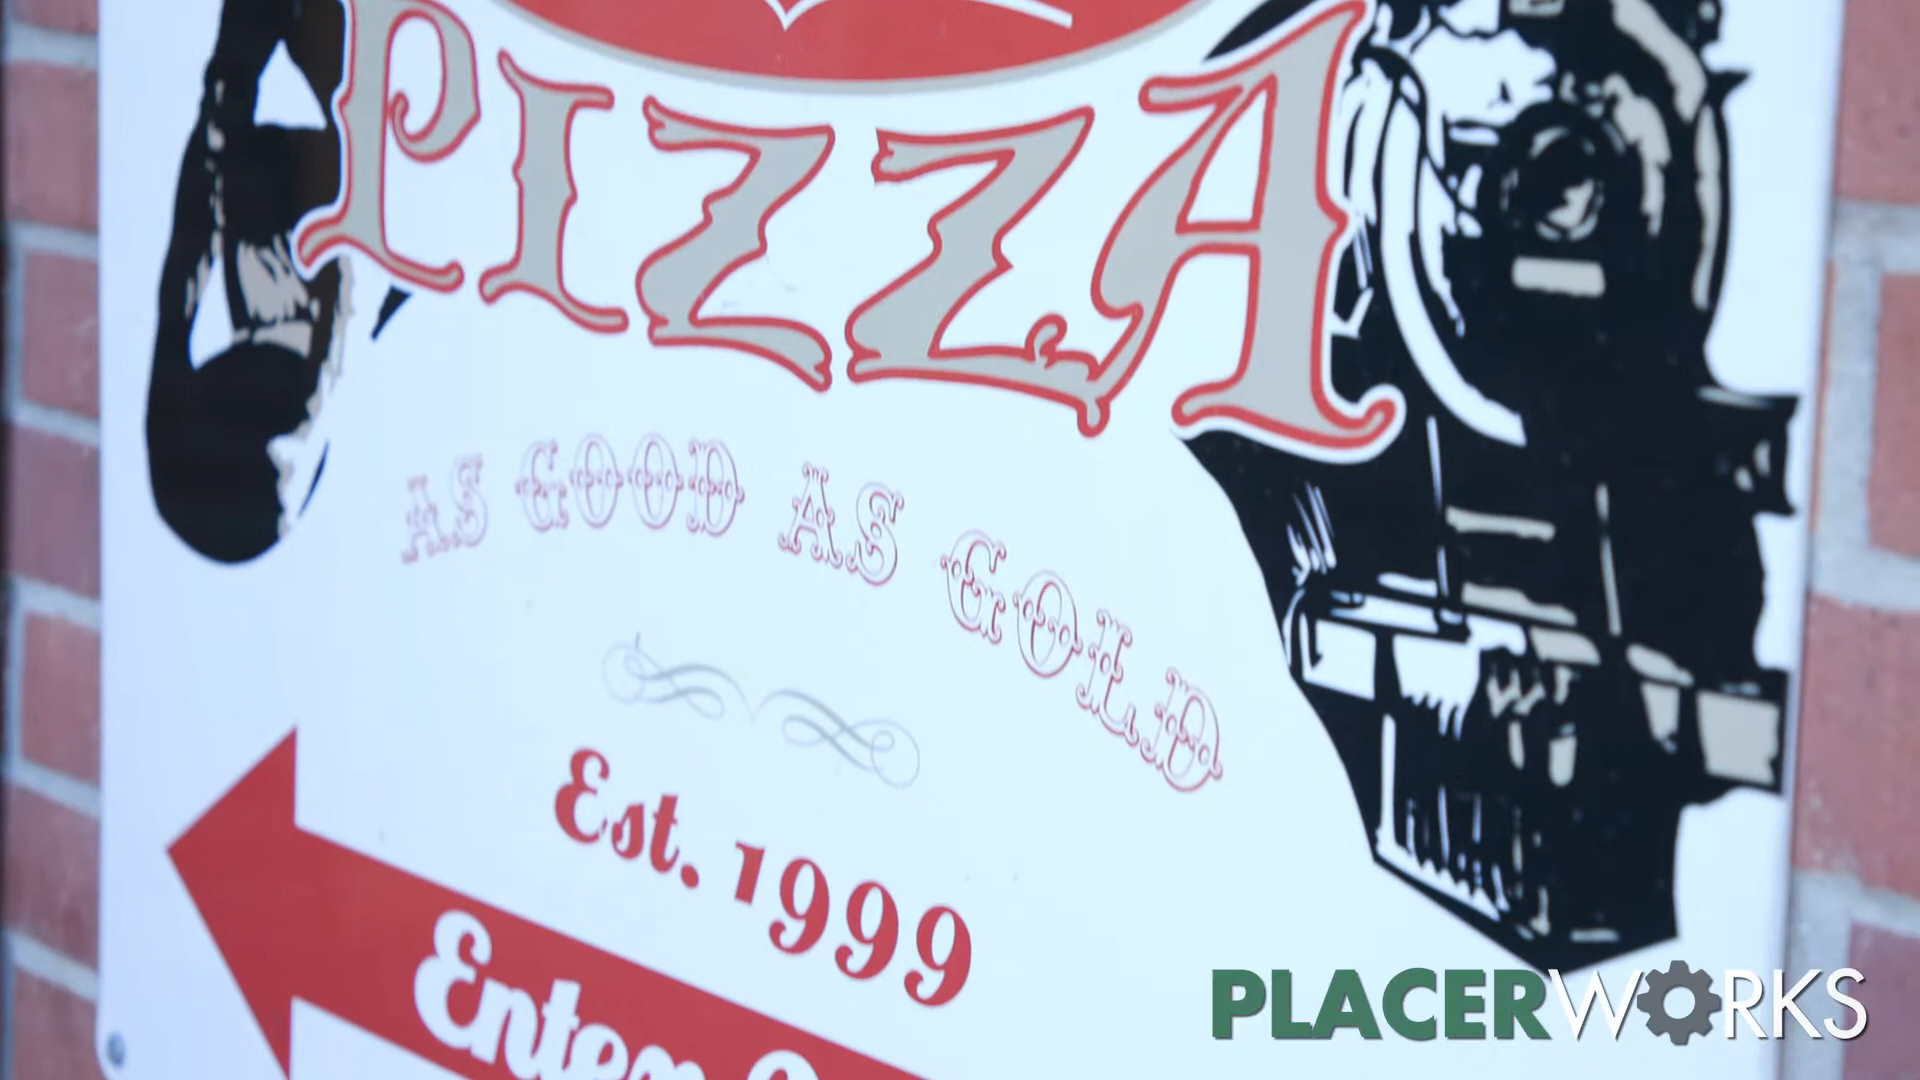 PIZZA
AS GOOD AS GOLD
Est. 1999
Enter
PLACERWORKS